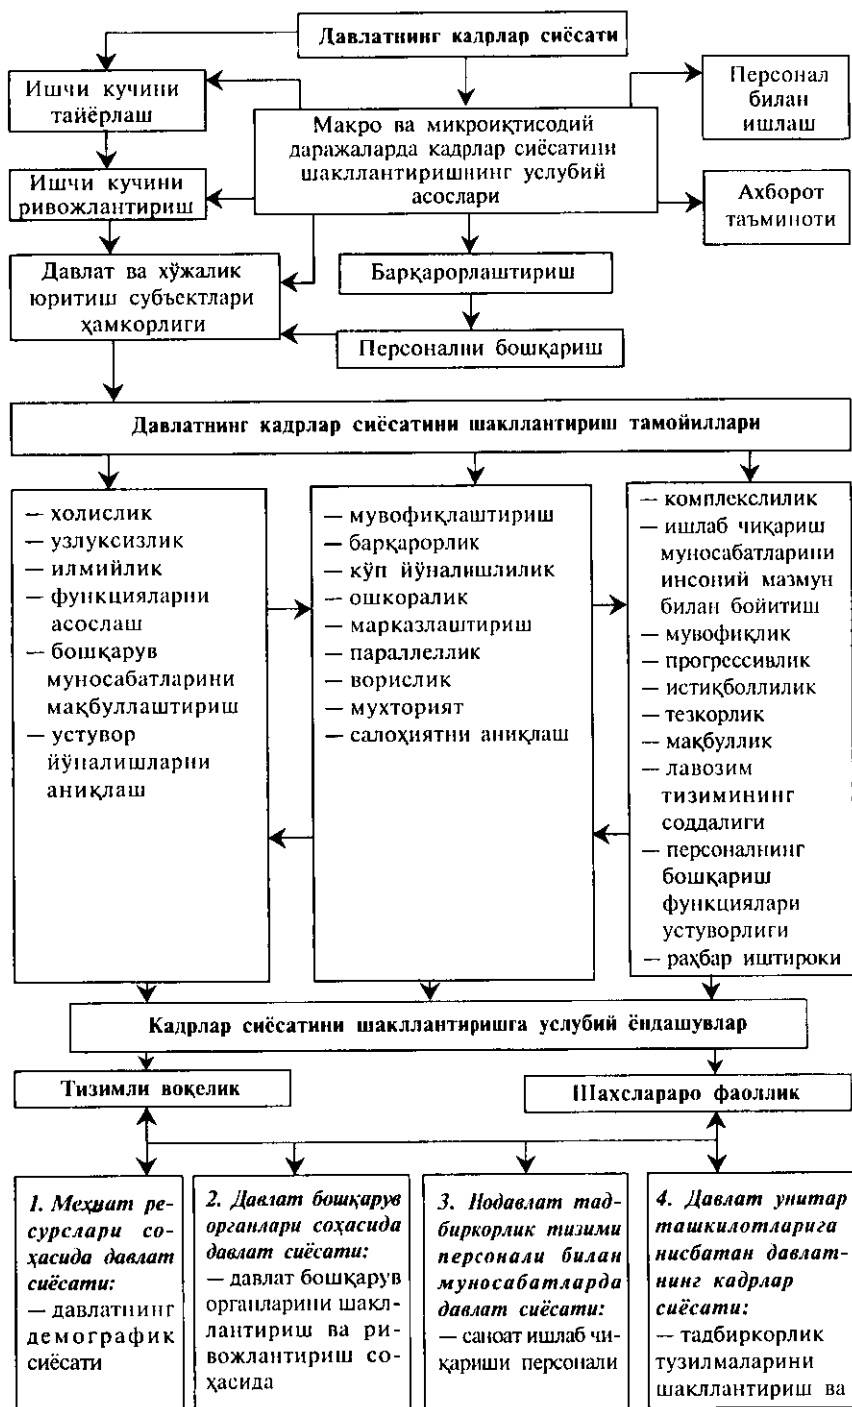 Давлатнинг кадрлар сиёсати
Ишчи кучини
тайёрлаш
Персонал
билан
ишлаш
Макро ва микроиқтисодий
даражаларда кадрлар сиёсатини
шакллантиришнинг услубий
асослари
Ишчи кучини
ривожлантириш
Ахборот
таъминоти
Давлат ва хўжалик
юритиш субъектлари
ҳамкорлиги
Барқарорлаштириш
Персонални бошқариш
Давлатнинг кадрлар сиёсатини шакллантириш тамойиллари
— холислик
— узлуксизлик
— илмийлик
— функцияларни
асослаш
— бошқарув
муносабатларини
мақбуллаштириш
— устувор
йўналишларни
аниқлаш
— мувофиқлаштириш
— барқарорлик
— кўп йўналишлилик
— ошкоралик
— марказлаштириш
— параллеллик
— ворислик
— мухторият
— салоҳиятни аниқлаш
— комплекслилик
— ишлаб чиқариш
муносабатларини
инсоний мазмун
билан бойитиш
— мувофиқлик
— прогрессивлик
— истиқболлилик
— тезкорлик
— мақбуллик
— лавозим
тизимининг
соддалиги
— персоналнинг
бошқариш
функциялари
устуворлиги
— раҳбар иштироки
Кадрлар сиёсатини шакллантиришга услубий ёндашувлар
Тизимли воқелик
Шахслараро фаоллик
1. Меҳнат ре-
сурслари со-
ҳасида давлат
сиёсати:
— давлатнинг
демографик
сиёсати
2. Давлат бошқарув
органлари соҳасида
давлат сиёсати:
— давлат бошқарув
органларини шакл-
лантириш ва ри-
вожлантириш со-
ҳасида
3. Нодавлат тад-
биркорлик тизими
персонали билан
муносабатларда
давлат сиёсати:
— саноат ишлаб чи-
қариши персонали
4. Давлат унитар
ташкилотларига
нисбатан давлат-
нинг кадрлар
сиёсати:
— тадбиркорлик
тузилмаларини
шакллантириш ва